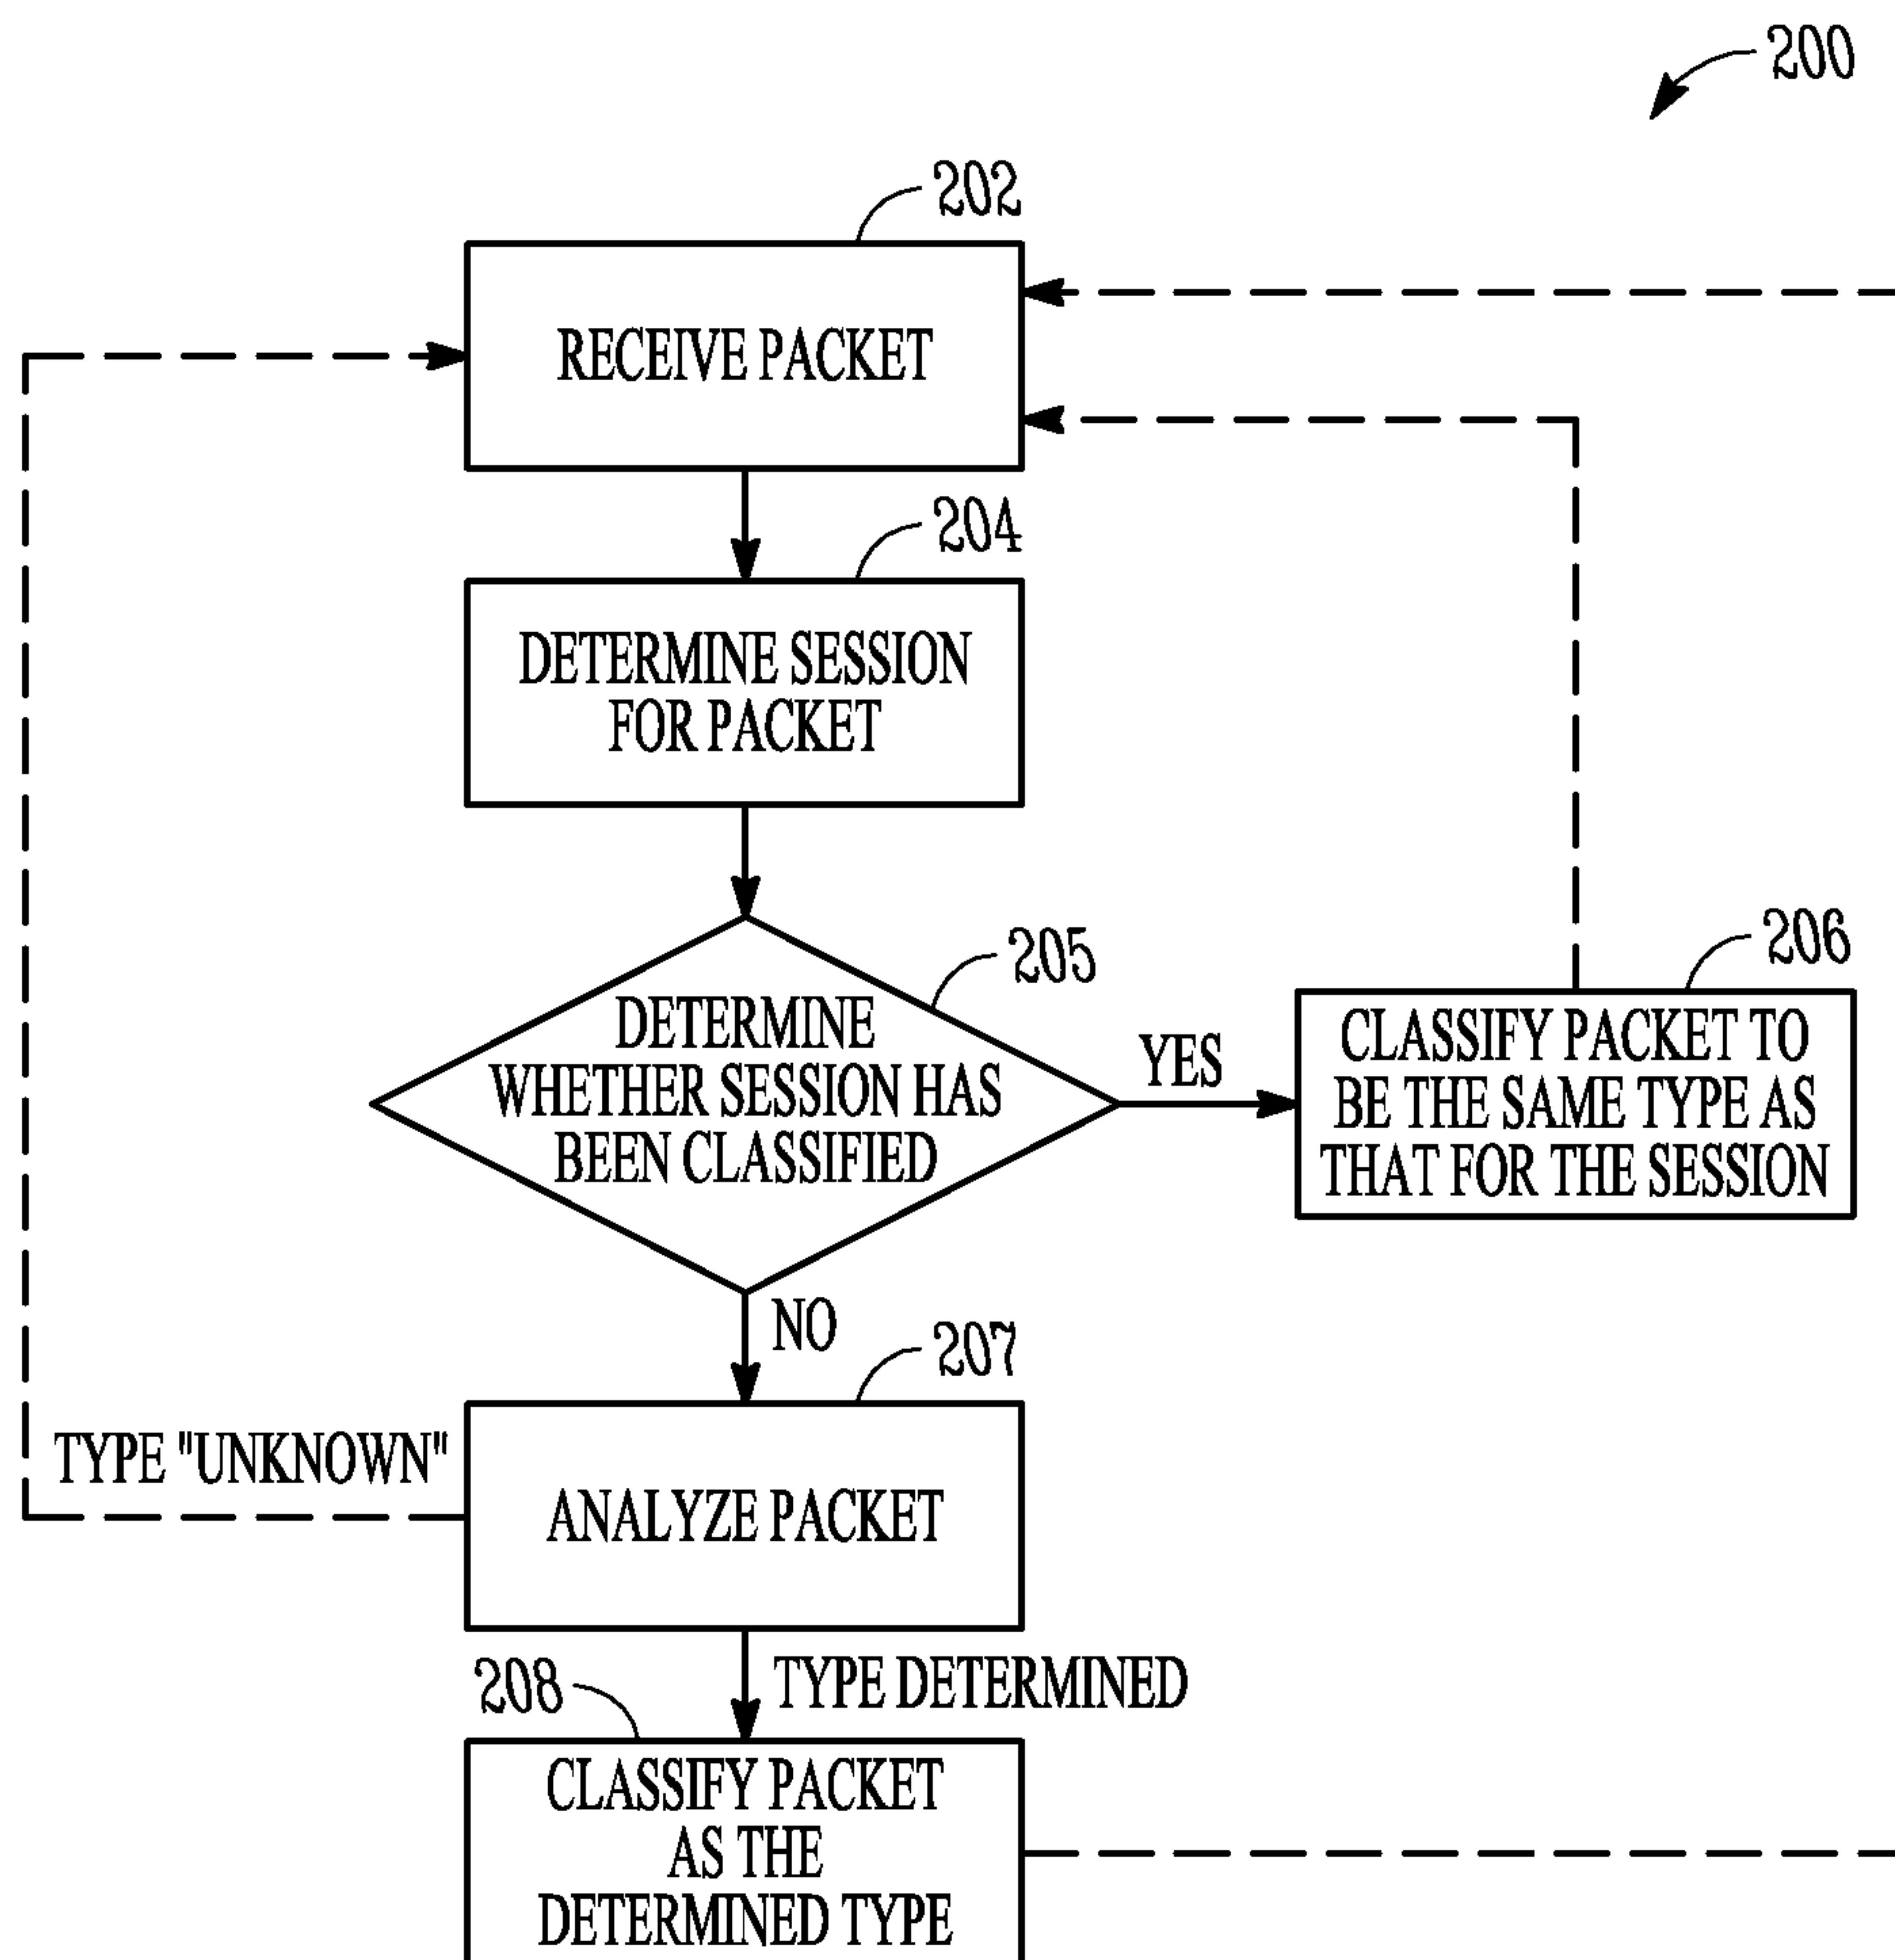 200
202
RECEIVE PACKET
204
DETERMINE SESSION
FOR PACKET
205
DETERMINE
WHETHER SESSION HAS
BEEN CLASSIFIED
YES
206
CLASSIFY PACKET TO
BE THE SAME TYPE AS
THAT FOR THE SESSION
NO
207
TYPE "UNKNOWN"
ANALYZE PACKET
208
TYPE DETERMINED
CLASSIFY PACKET
AS THE
DETERMINED TYPE